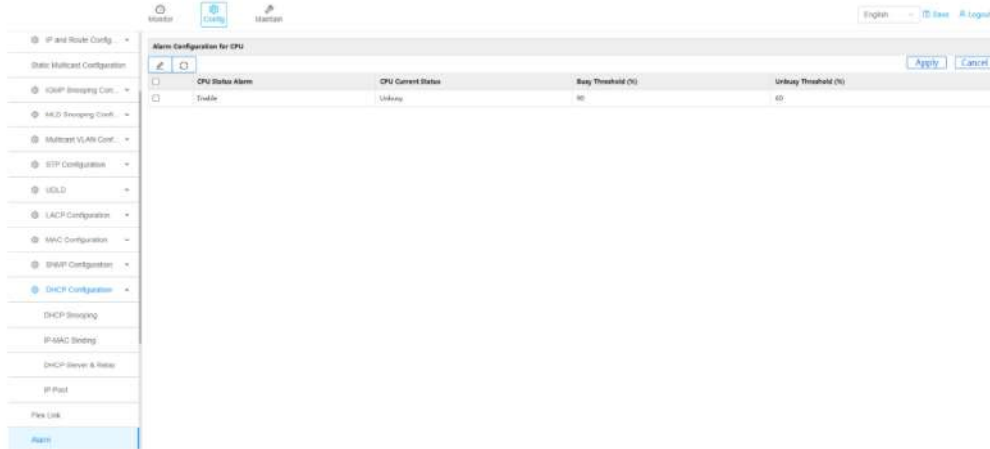 Monitor
Config
Maintain
English
Save
Logout
IP and Route Config...
Static Multicast Configuration
IGMP Snooping Con...
MLD Snooping Confi...
Multicast VLAN Conf...
STP Configuration
UDLD
LACP Configuration
MAC Configuration
SNMP Configuration
DHCP Configuration
DHCP Snooping
IP-MAC Binding
DHCP Server & Relay
IP Pool
Flex Link
Alarm
Alarm Configuration for CPU
Apply Cancel
CPU Status Alarm CPU Current Status Busy Threshold (%) Unbusy Threshold (%)
Enable Unbusy 90 60